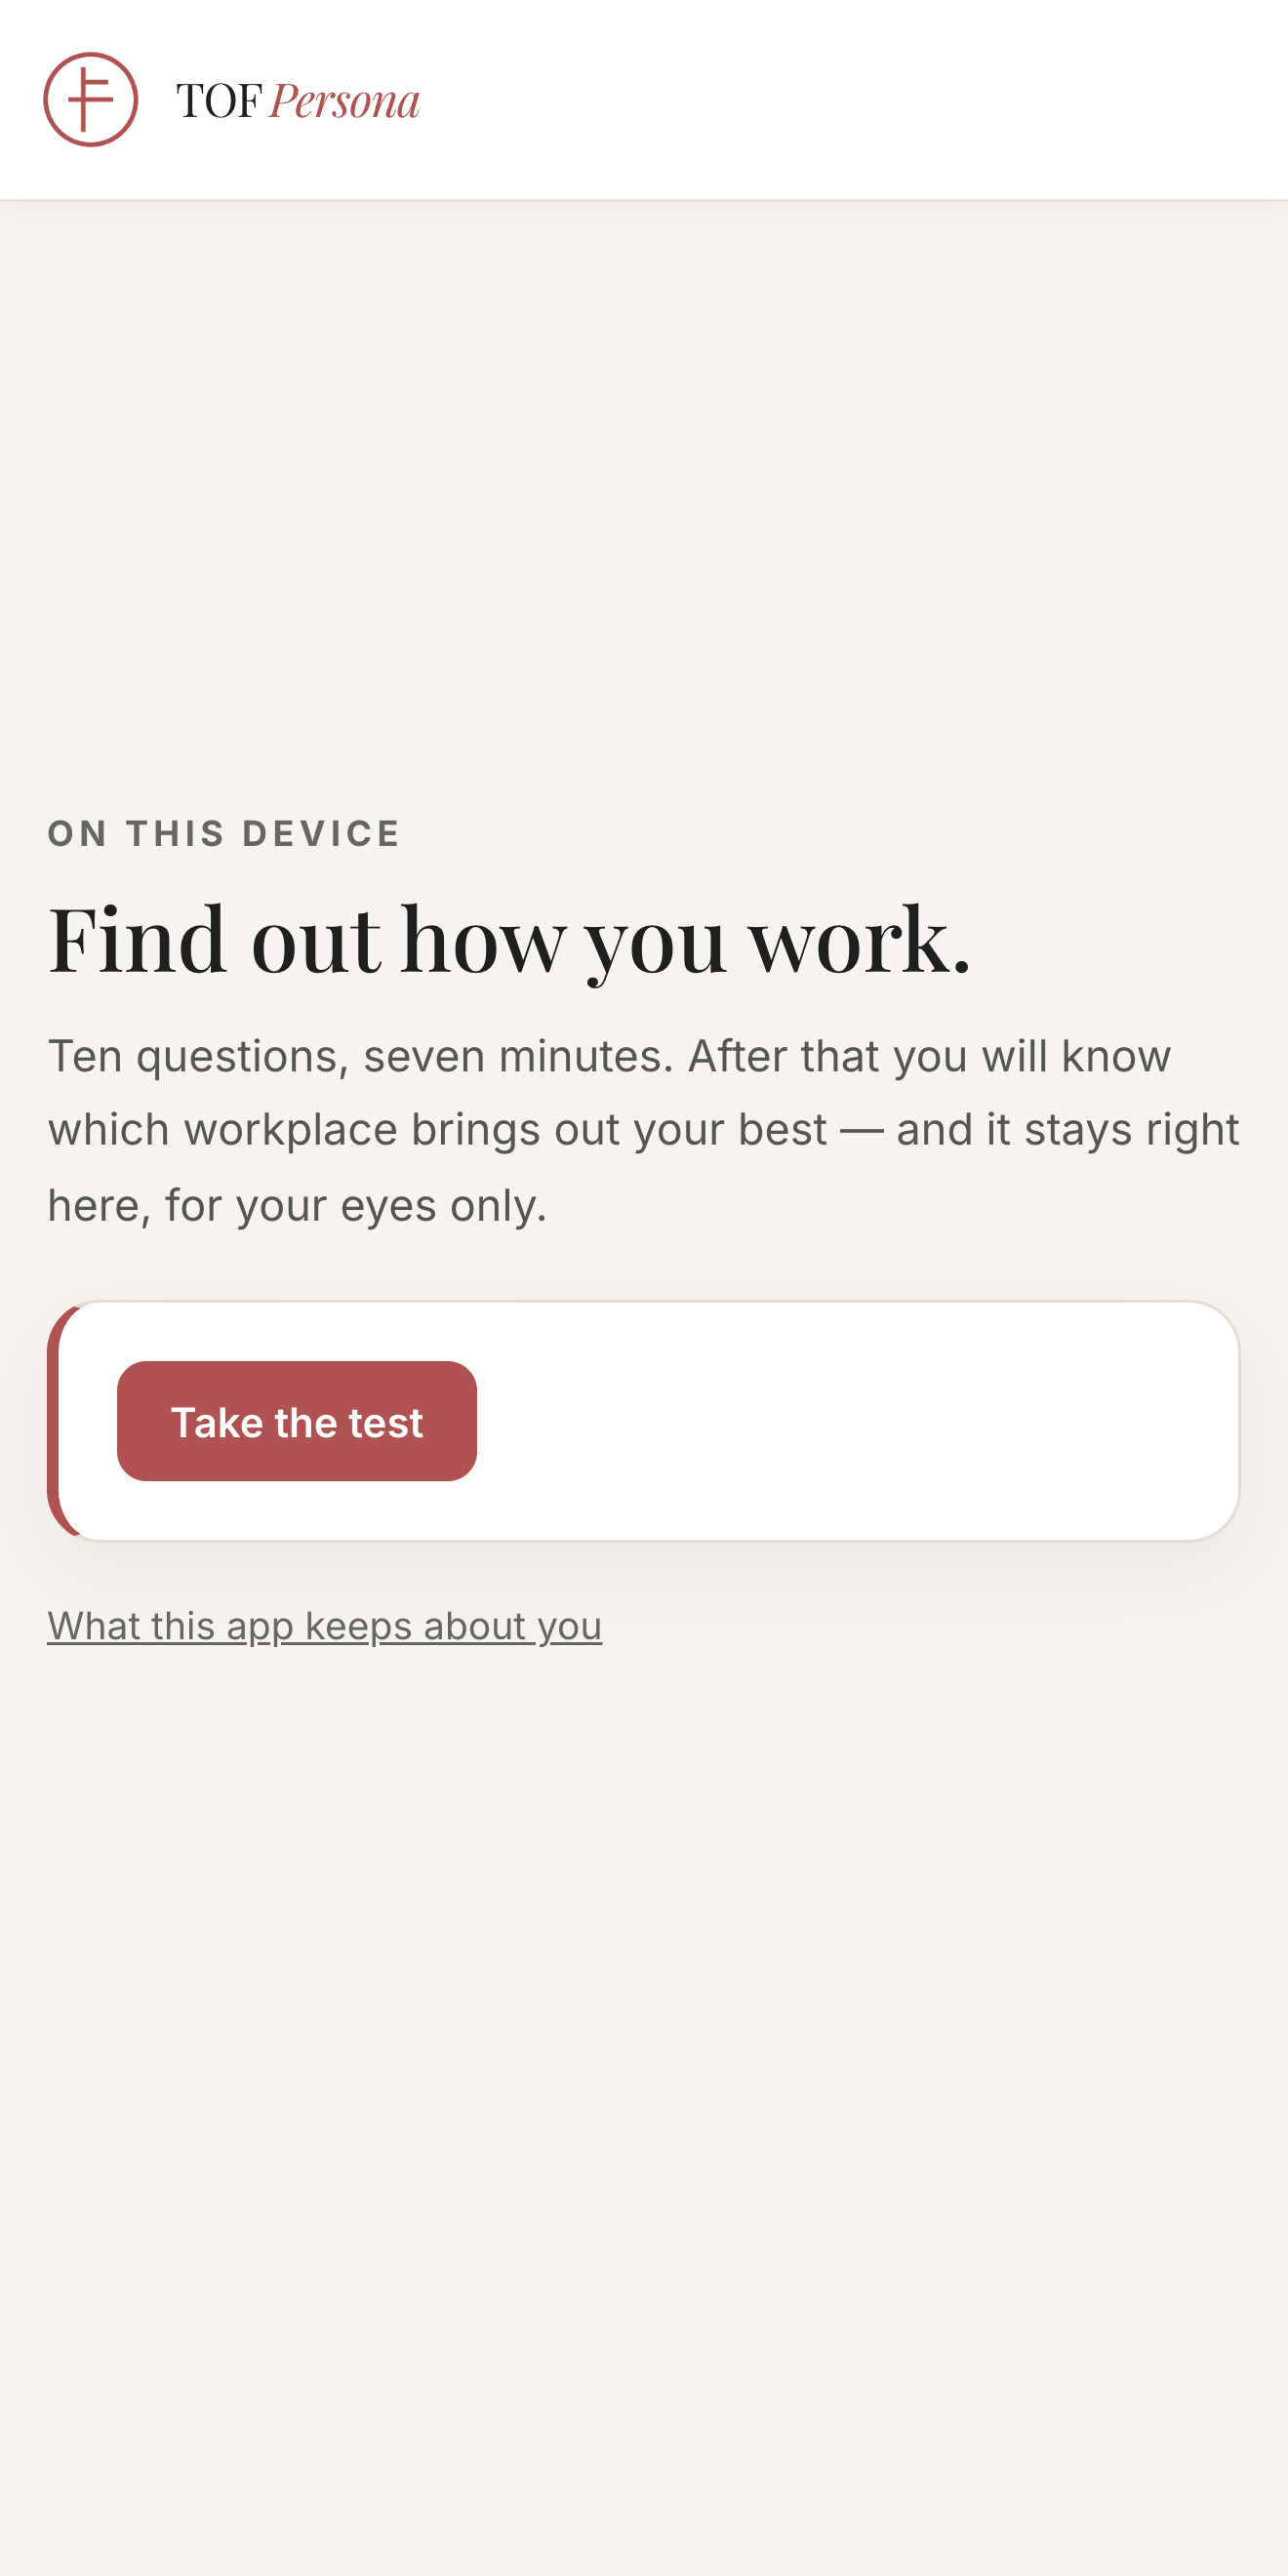 TOF Persona
ON THIS DEVICE
Find out how you work.
Ten questions, seven minutes. After that you will know
which workplace brings out your best — and it stays right
here, for your eyes only.
Take the test
What this app keeps about you